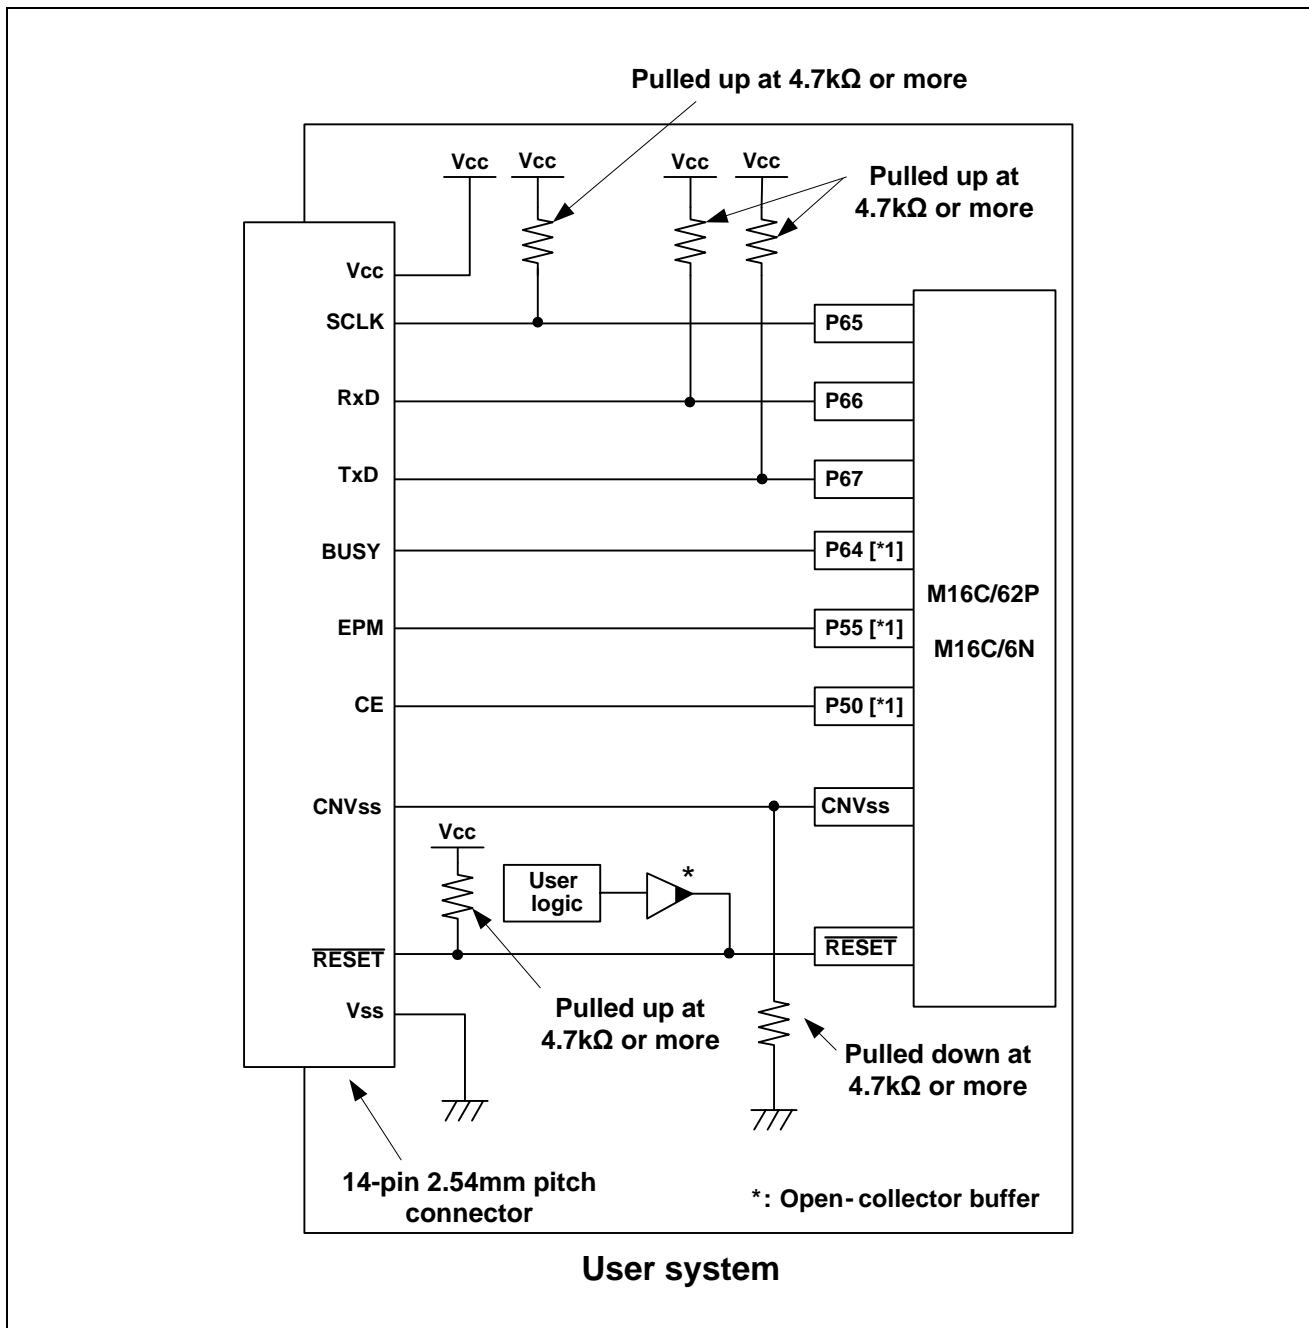 Pulled up at 4.7kΩ or more
Vcc
Vcc
Vcc
Vcc
Pulled up at
4.7kΩ or more
Vcc
SCLK
P65
RxD
P66
TxD
P67
BUSY
P64 [*1]
M16C/62P
EPM
P55 [*1]
M16C/6N
CE
P50 [*1]
CNVss
CNVss
Vcc
User
logic
*
RESET
RESET
Vss
Pulled up at
4.7kΩ or more
Pulled down at
4.7kΩ or more
14-pin 2.54mm pitch
connector
*: Open-collector buffer
User system